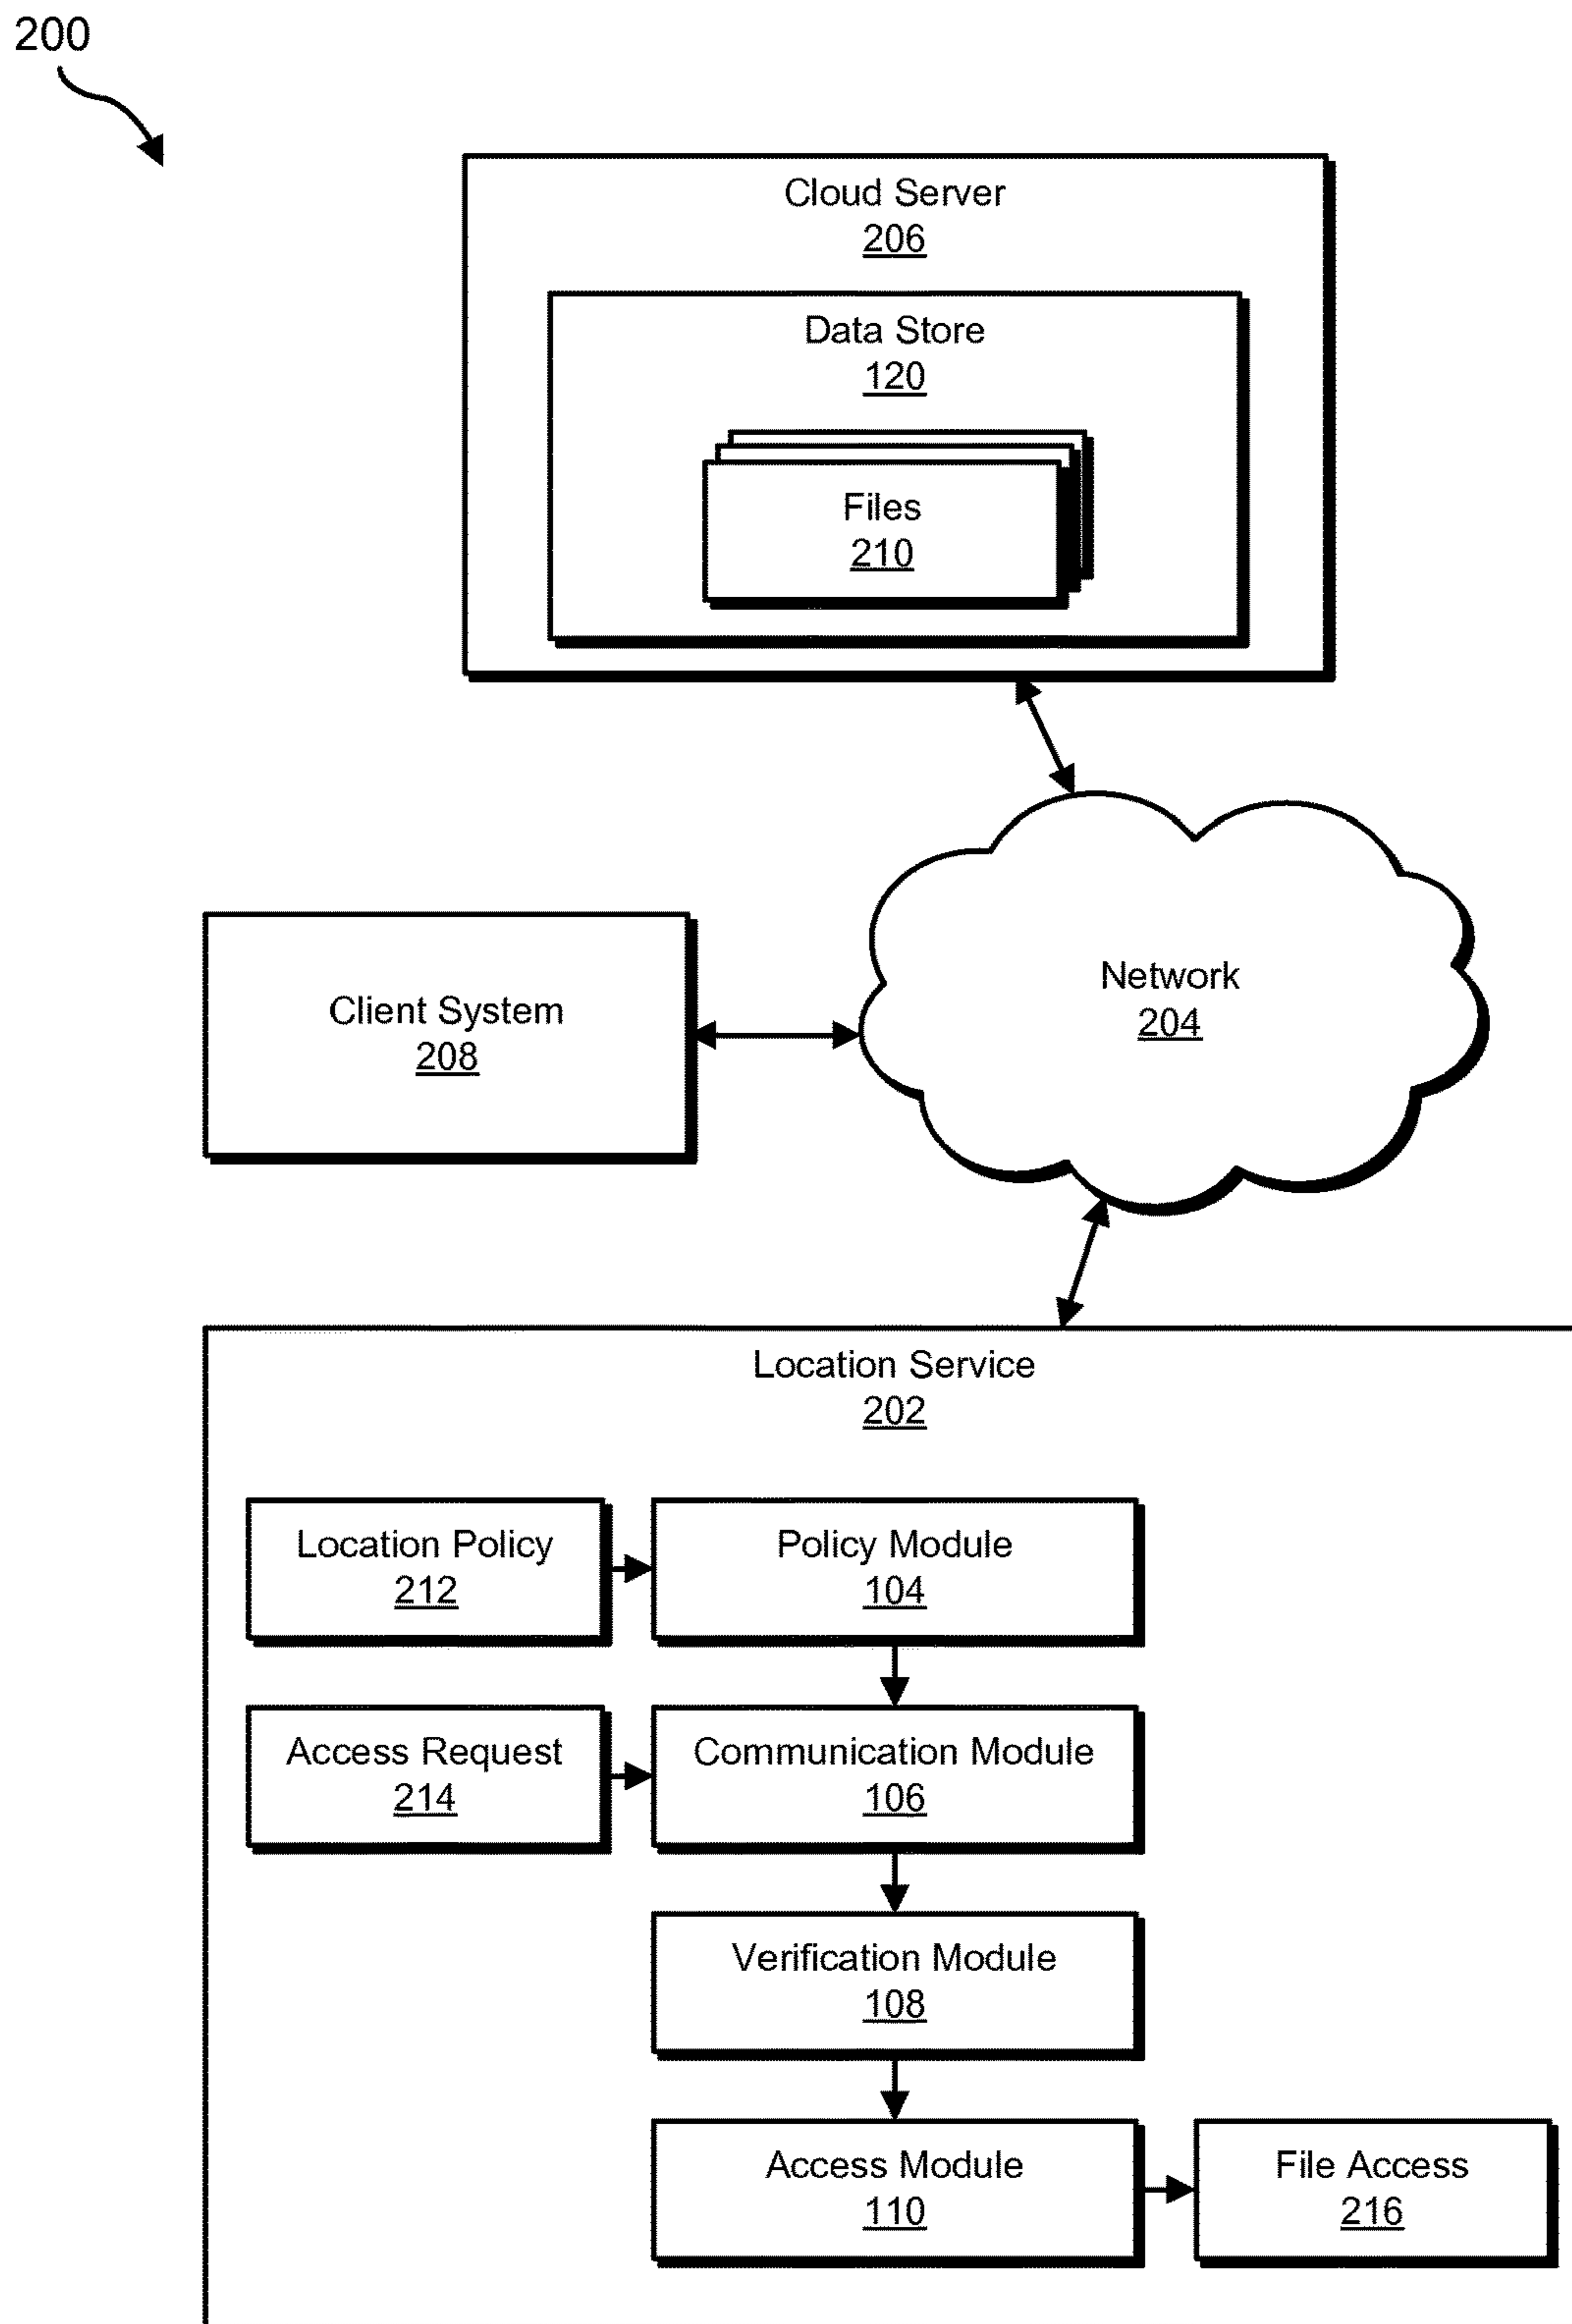 200
Cloud Server
206
Data Store
120
Files
210
Network
204
Client System
208
Location Service
202
Location Policy
212
Policy Module
104
Access Request
214
Communication Module
106
Verification Module
108
Access Module
110
File Access
216